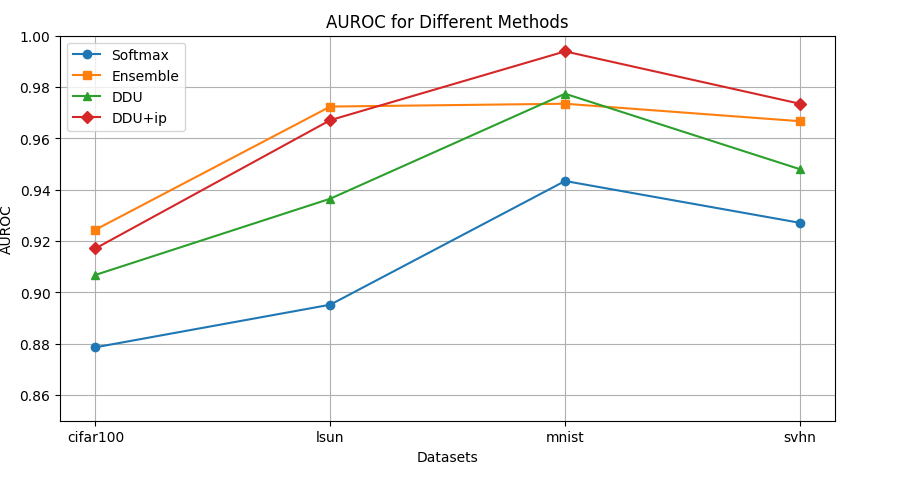 AUROC for Different Methods
1.00
0.98
0.96
0.94
0.92
0.90
0.88
0.86
AUROC
Softmax
Ensemble
DDU
DDU+ip
cifar100
lsun
mnist
svhn
Datasets